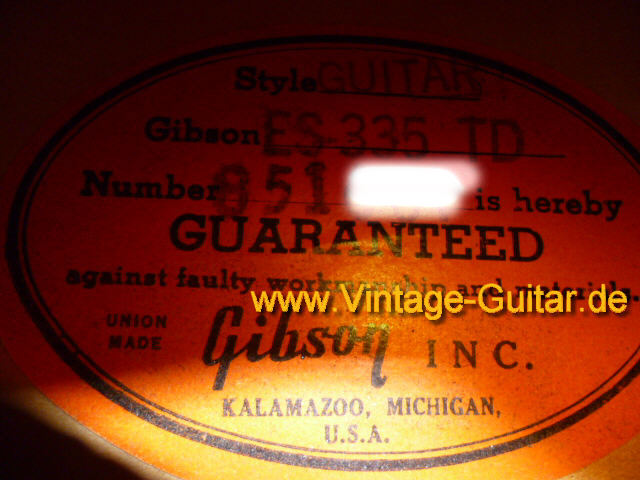 Style GUITAR
Gibson ES-335 TD
Number 851 is hereby
GUARANTEED
against faulty workmanship and materials.
www.Vintage-Guitar.de
UNION
MADE
Gibson INC.
KALAMAZOO, MICHIGAN,
U.S.A.